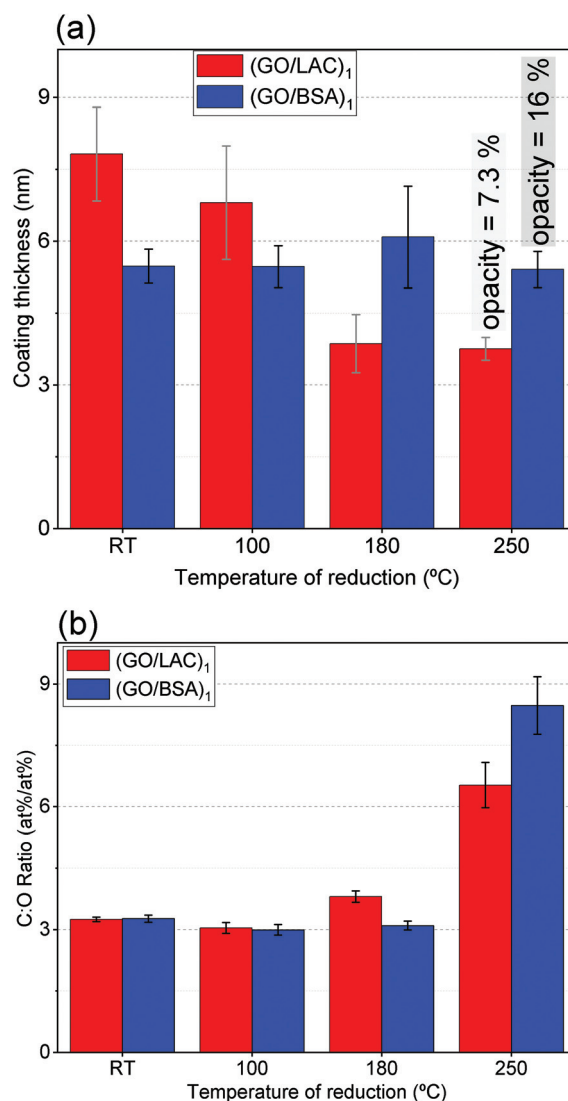 (a)
(GO/LAC)₁
(GO/BSA)₁
opacity = 7.3 %
opacity = 16 %
Coating thickness (nm)
9
6
3
0
RT
100
180
250
Temperature of reduction (ºC)
(b)
(GO/LAC)₁
(GO/BSA)₁
C:O Ratio (at%/at%)
9
6
3
0
RT
100
180
250
Temperature of reduction (ºC)